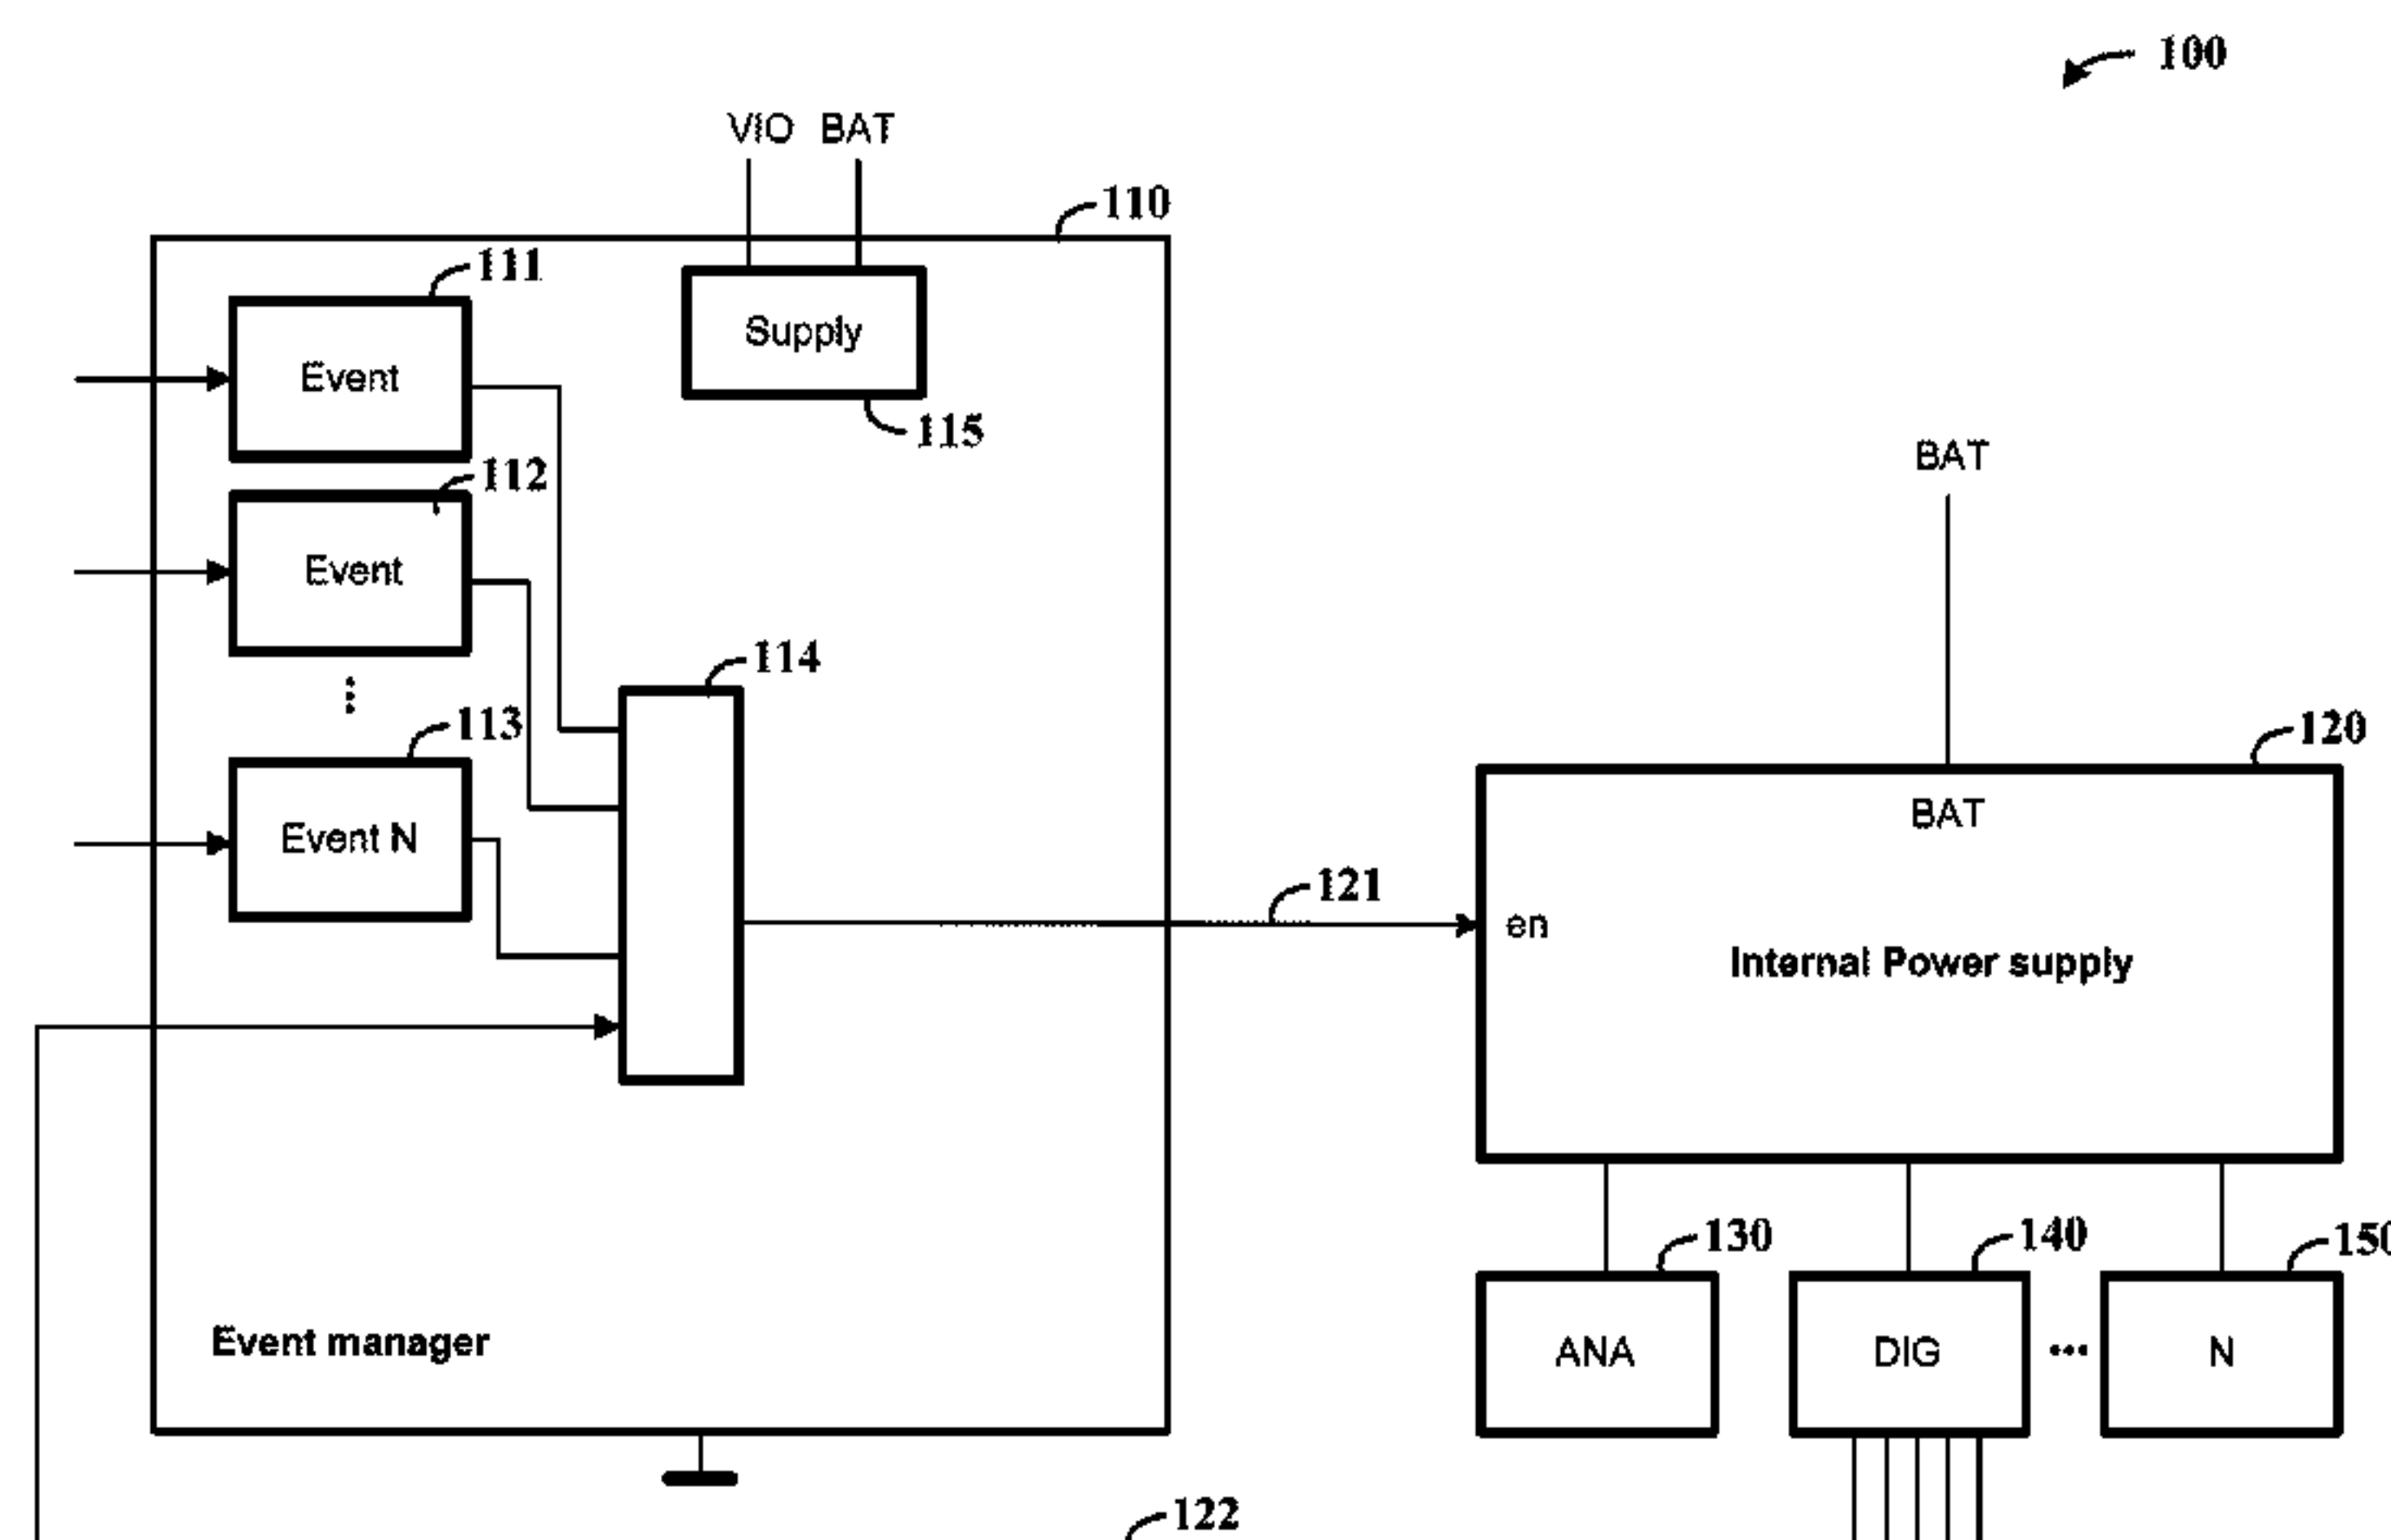 100
VIO BAT
110
111
Event
Supply
115
112
Event
BAT
114
113
Event N
120
BAT
121
en
Internal Power supply
130
140
150
Event manager
ANA
DIG
N
122